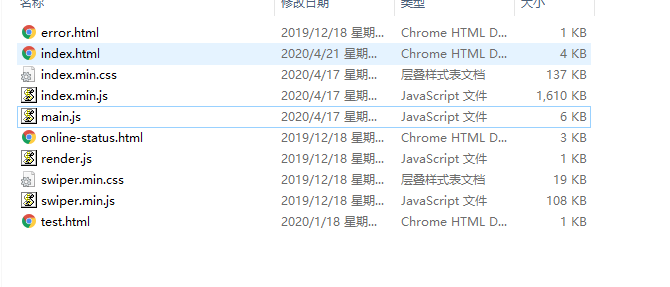 名称 修改日期 类型 大小
error.html 2019/12/18 星期... Chrome HTML D... 1 KB
index.html 2020/4/21 星期... Chrome HTML D... 4 KB
index.min.css 2020/4/17 星期... 层叠样式表文档 137 KB
index.min.js 2020/4/17 星期... JavaScript 文件 1,610 KB
main.js 2020/4/17 星期... JavaScript 文件 6 KB
online-status.html 2019/12/18 星期... Chrome HTML D... 3 KB
render.js 2019/12/18 星期... JavaScript 文件 1 KB
swiper.min.css 2019/12/18 星期... 层叠样式表文档 19 KB
swiper.min.js 2019/12/18 星期... JavaScript 文件 108 KB
test.html 2020/1/18 星期... Chrome HTML D... 1 KB